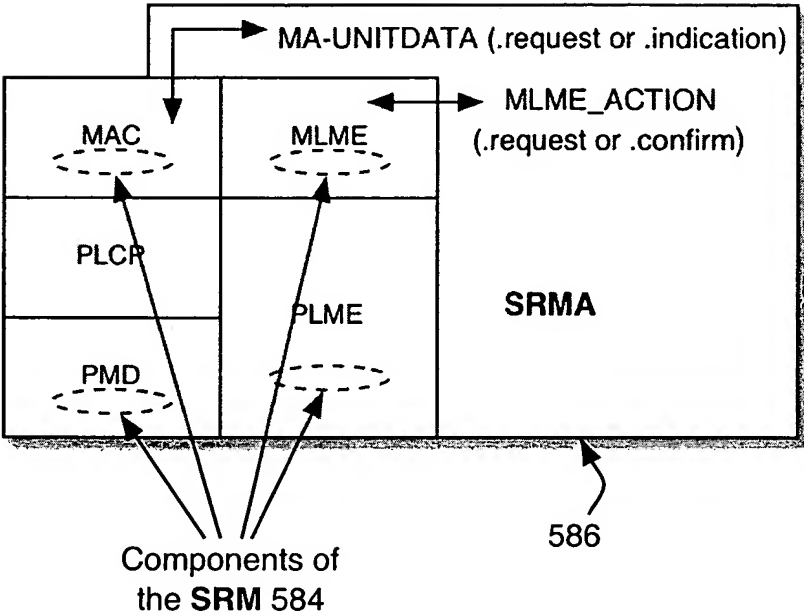 MA-UNITDATA (.request or .indication)
MAC
MLME
MLME_ACTION
(.request or .confirm)
PLCP
PLME
SRMA
PMD
586
Components of
the SRM 584